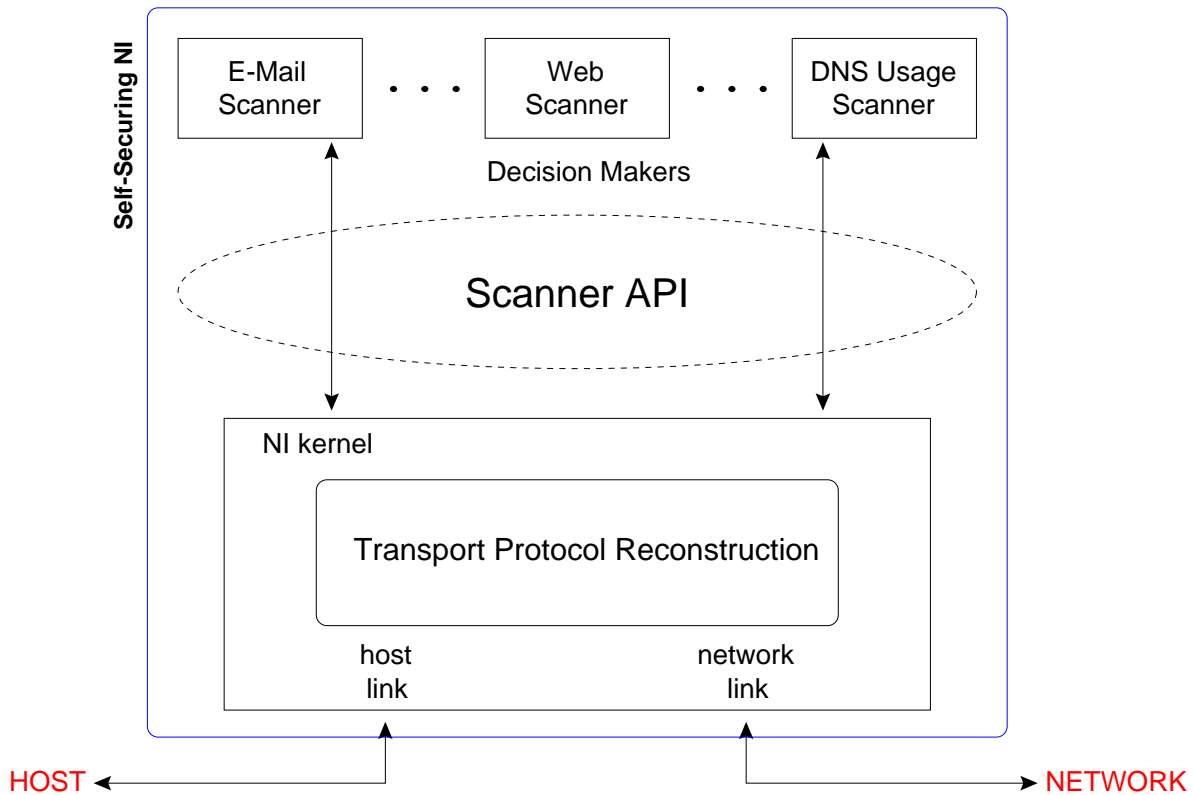 Self-Securing NI
E-Mail
Scanner
Web
Scanner
DNS Usage
Scanner
Decision Makers
Scanner API
NI kernel
Transport Protocol Reconstruction
host
link
network
link
HOST
NETWORK